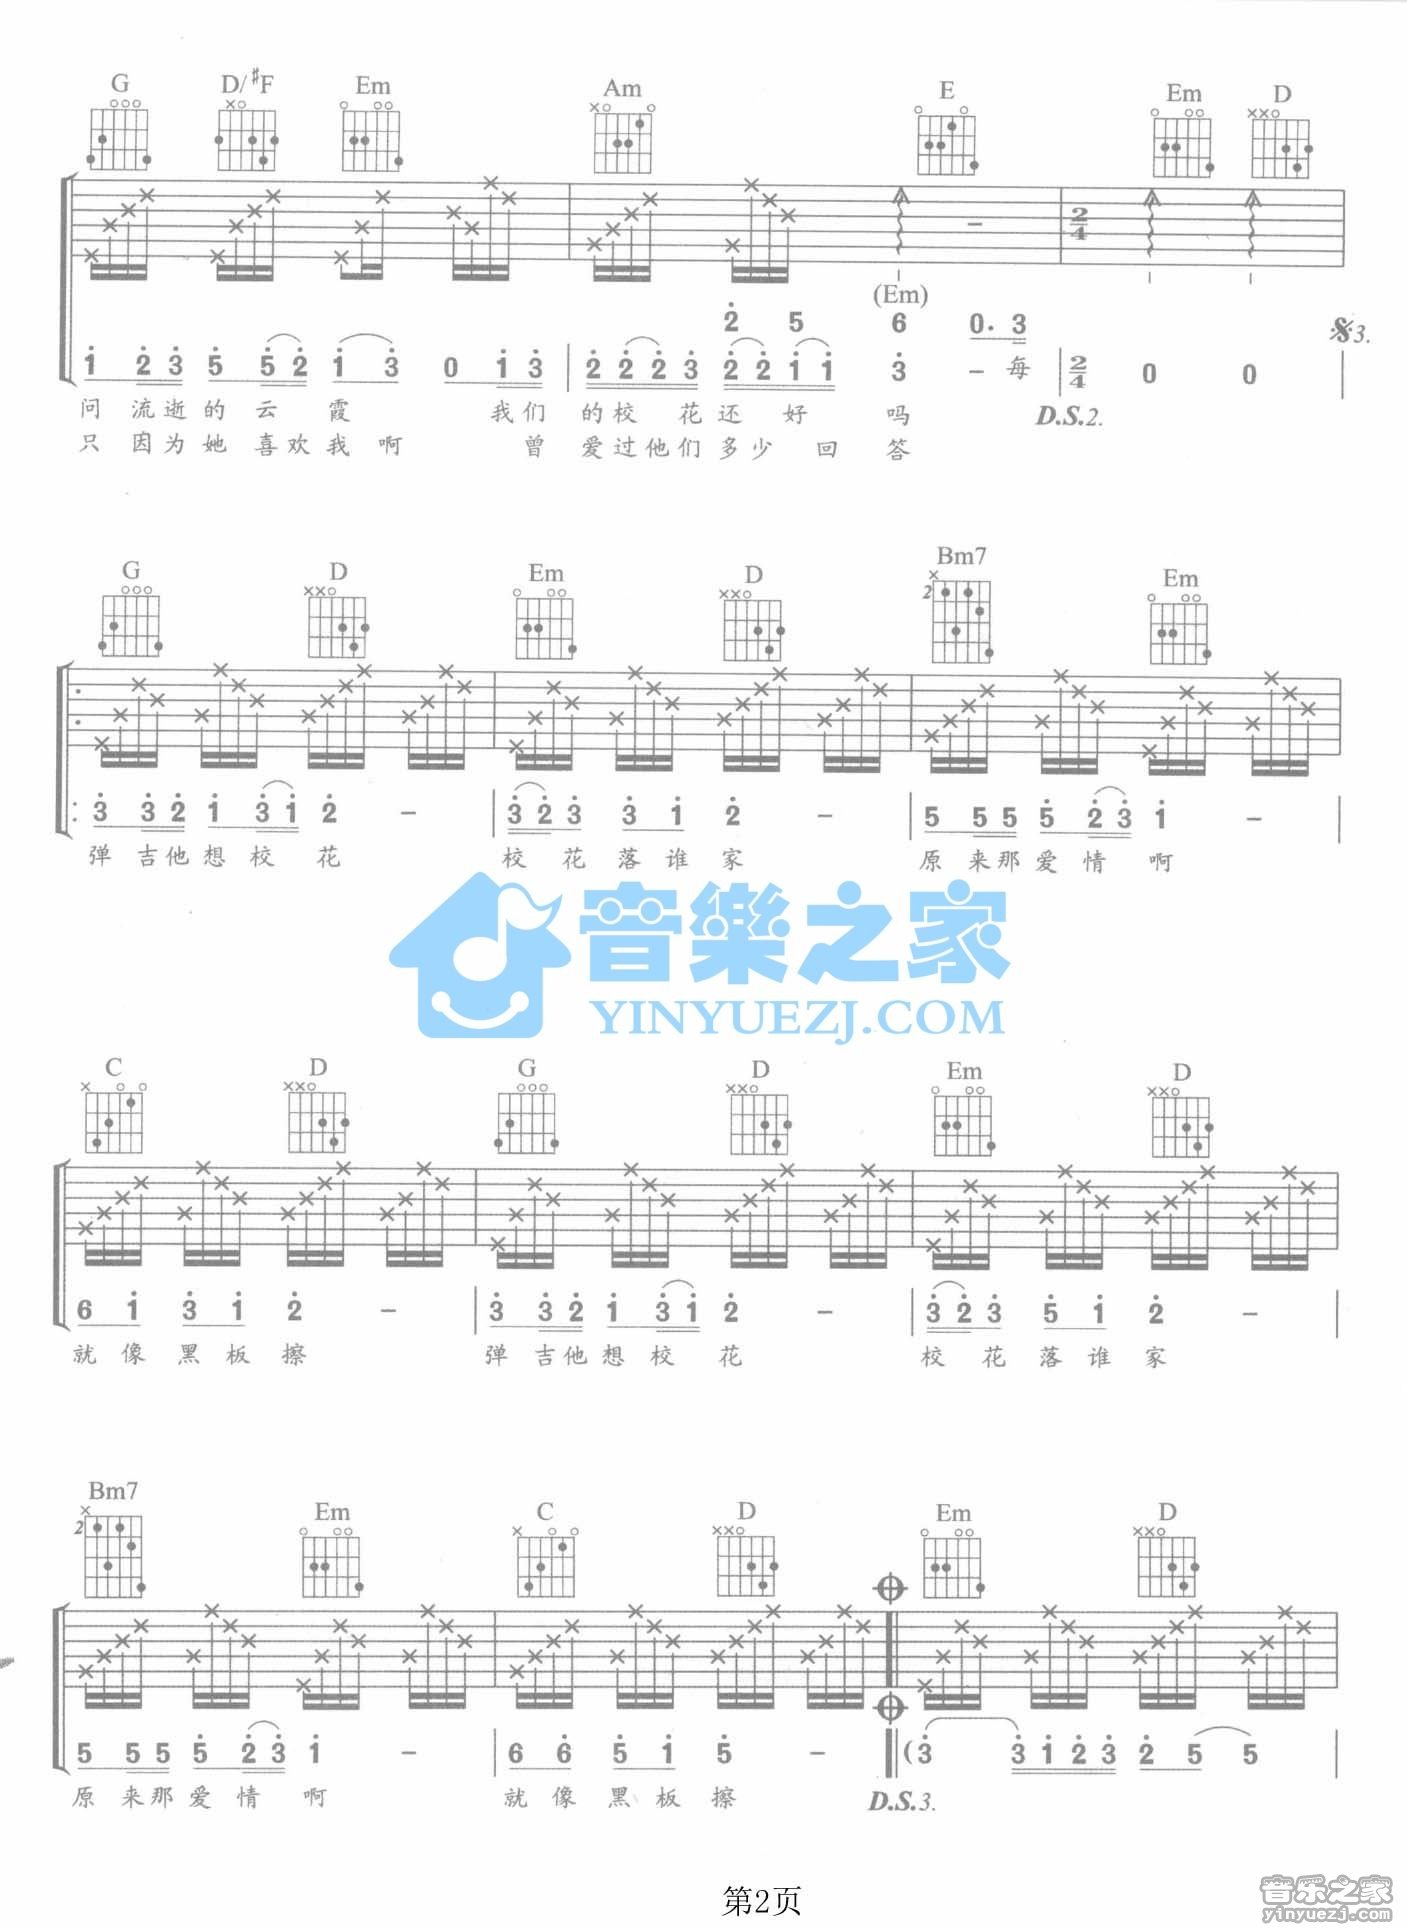 G D/♯F Em Am E Em D
2/4
(Em)
2 5 6 0. 3
1 2 3 5 5 2 1 3 0 1 3 | 2 2 2 3 2 2 1 1 3 - 每 | 2/4 0 0 | 𝄋3.
问 流逝的 云 霞 我们 的校 花还 好 吗 D.S.2.
只 因为她 喜欢我 啊 曾 爱过他们多少 回 答
G D Em D Bm7 Em
2
: 3 3 2 1 3 1 2 - | 3 2 3 3 1 2 - | 5 5 5 5 2 3 1 - |
弹 吉他想校 花 校 花 落谁 家 原 来那爱情 啊
音樂之家
YINYUEZJ.COM
C D G D Em D
6 1 3 1 2 - | 3 3 2 1 3 1 2 - | 3 2 3 5 1 2 - |
就 像 黑 板 擦 弹 吉他想校 花 校 花 落谁 家
Bm7 Em C D Em D
2
5 5 5 5 2 3 1 - | 6 6 5 1 5 - (3 3 1 2 3 2 5 5 |
原 来那爱情 啊 就 像 黑 板 擦 D.S.3.
第2页
音乐之家
yinyuezj.com